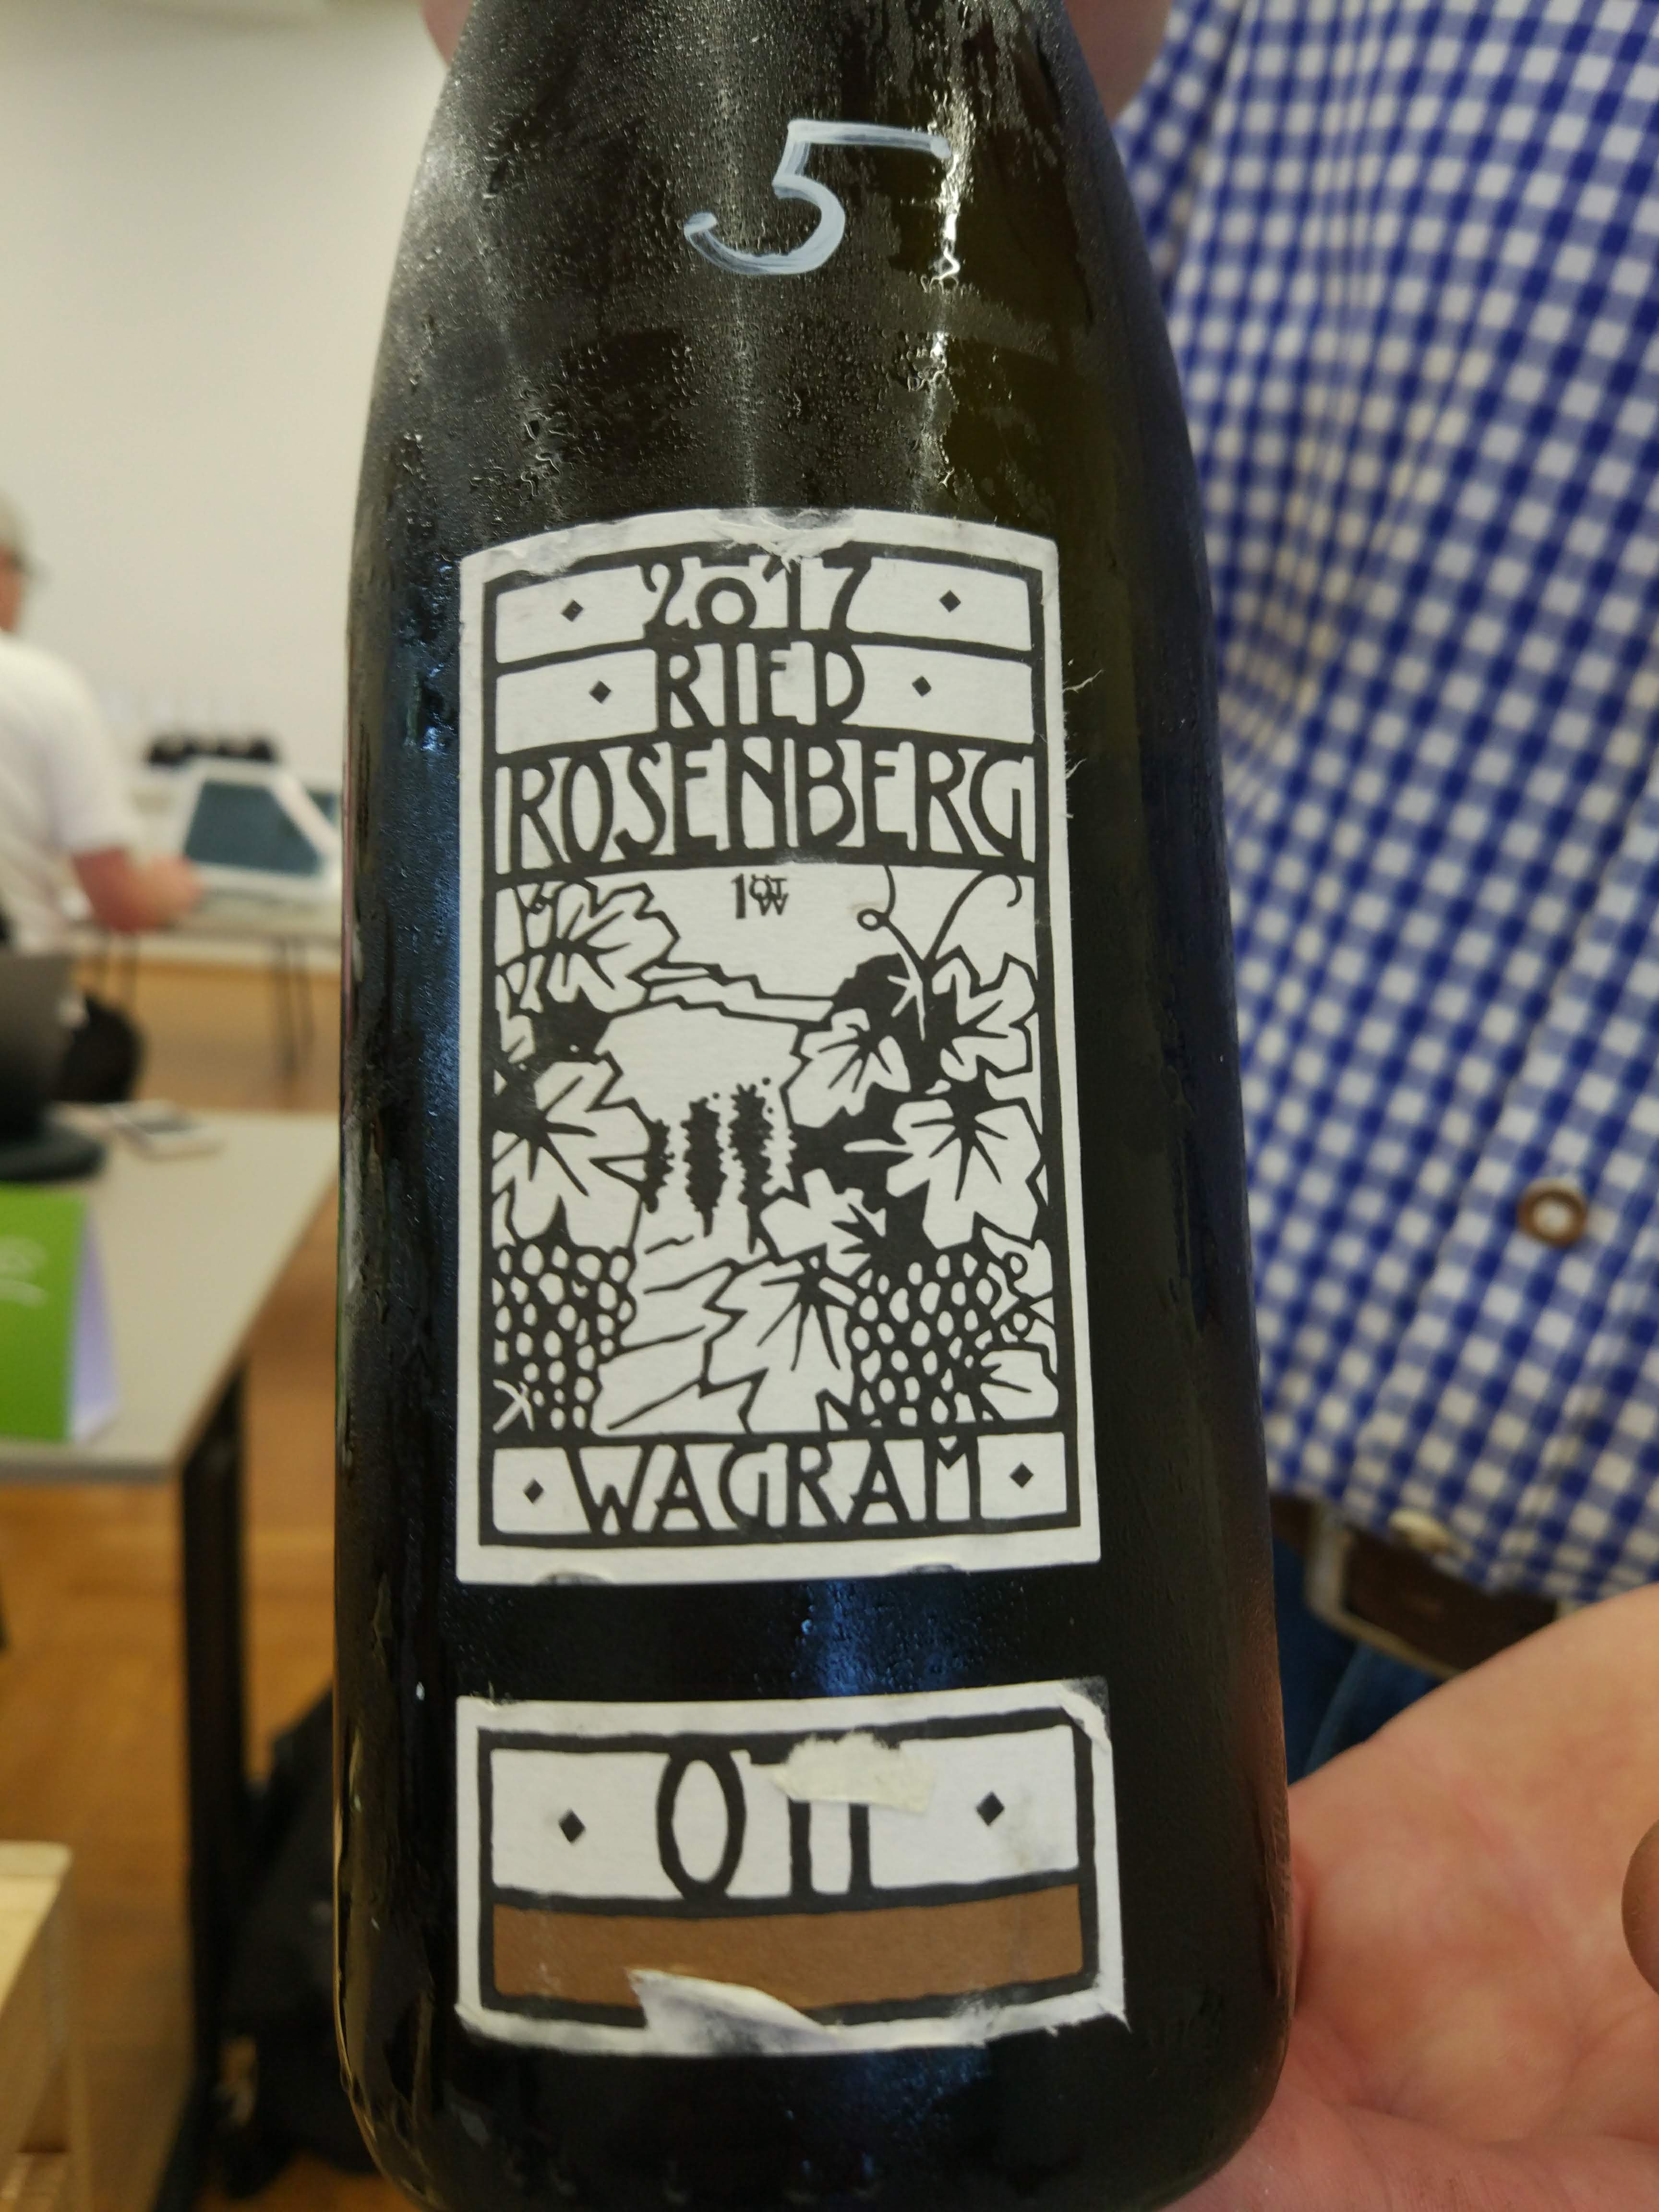 5
2017
RIED
ROSENBERG
1ÖTW
WAGRAM
Ott